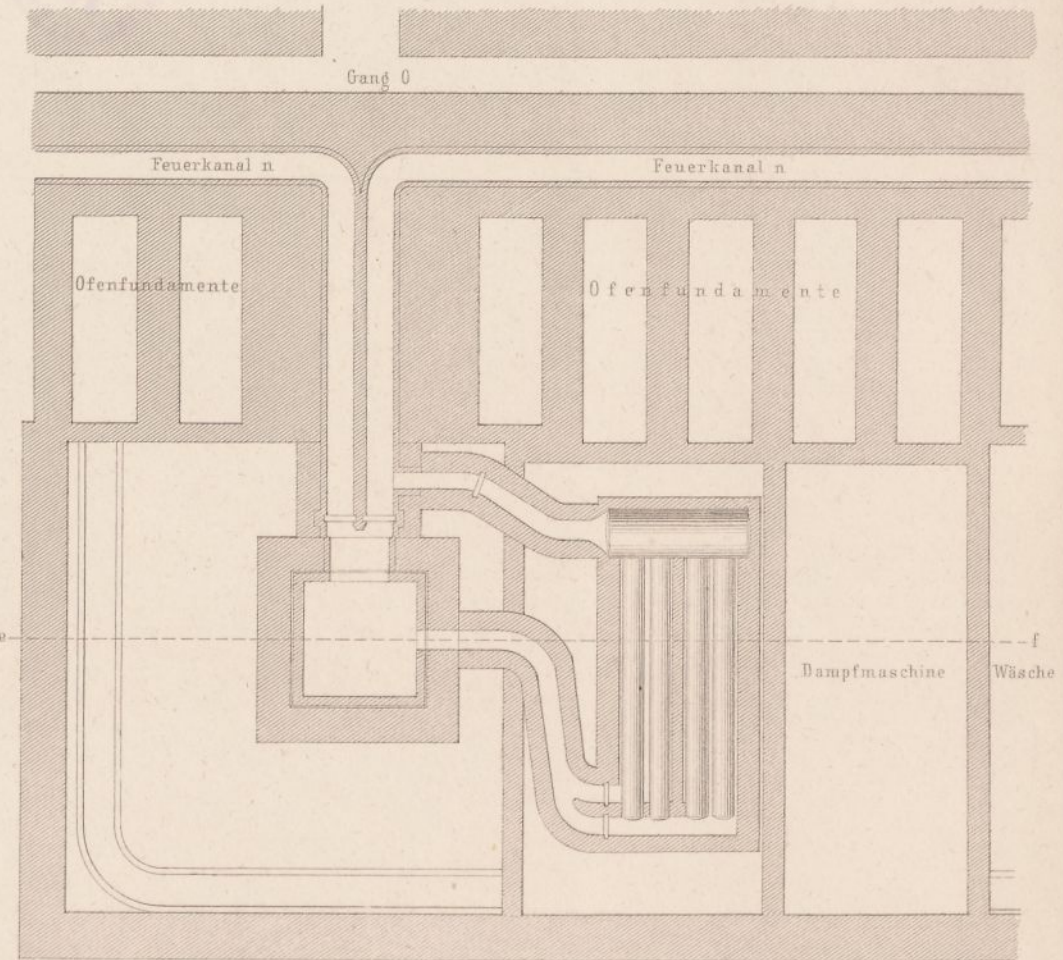 Gang O
Feuerkanal n
Feuerkanal n
Ofenfundamente
Ofenfundamente
e
f
Dampfmaschine
Wäsche